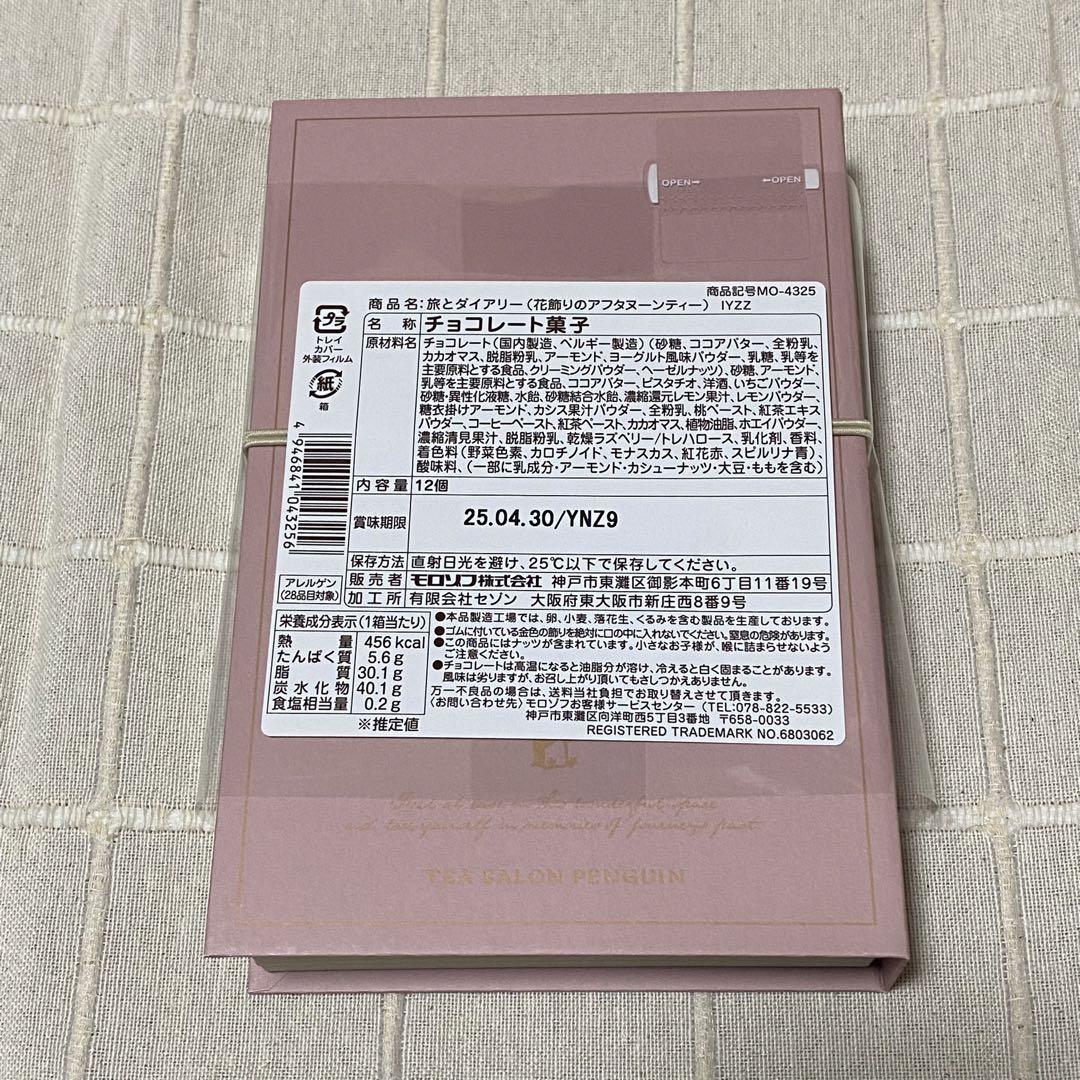 OPEN→
←OPEN
商品記号MO-4325
商品名:旅とダイアリー(花飾りのアフタヌーンティー) IYZZ
プラ
トレイ
カバー
外装フィルム
紙
箱
4 946841 043256
名称 チョコレート菓子
原材料名 チョコレート(国内製造、ベルギー製造)(砂糖、ココアバター、全粉乳、
カカオマス、脱脂粉乳、アーモンド、ヨーグルト風味パウダー、乳糖、乳等を
主要原料とする食品、クリーミングパウダー、ヘーゼルナッツ)、砂糖、アーモンド、
乳等を主要原料とする食品、ココアバター、ピスタチオ、洋酒、いちごパウダー、
砂糖・異性化液糖、水飴、砂糖結合水飴、濃縮還元レモン果汁、レモンパウダー、
糖衣掛けアーモンド、カシス果汁パウダー、全粉乳、桃ペースト、紅茶エキス
パウダー、コーヒーペースト、紅茶ペースト、カカオマス、植物油脂、ホエイパウダー、
濃縮清見果汁、脱脂粉乳、乾燥ラズベリー/トレハロース、乳化剤、香料、
着色料(野菜色素、カロチノイド、モナスカス、紅花赤、スピルリナ青)、
酸味料、(一部に乳成分・アーモンド・カシューナッツ・大豆・ももを含む)
内容量 12個
賞味期限 25.04.30/YNZ9
保存方法 直射日光を避け、25℃以下で保存してください。
販売者 モロゾフ株式会社 神戸市東灘区御影本町6丁目11番19号
加工所 有限会社セゾン 大阪府東大阪市新庄西8番9号
アレルゲン
(28品目対象)
栄養成分表示(1箱当たり)
熱量 456kcal
たんぱく質 5.6g
脂質 30.1g
炭水化物 40.1g
食塩相当量 0.2g
※推定値
●本品製造工場では、卵、小麦、落花生、くるみを含む製品を生産しております。
●ゴムに付いている金色の飾りを絶対に口の中に入れないでください。窒息の危険があります。
●この商品にはナッツが含まれています。小さなお子様が、喉に詰まらせないよう
ご注意ください。
●チョコレートは高温になると油脂分が溶け、冷えると白く固まることがあります。
風味は劣りますが、お召し上がり頂いてもさしつかえありません。
万一不良品の場合は、送料当社負担でお取り替えさせて頂きます。
〈お問い合わせ先〉モロゾフお客様サービスセンター(TEL:078-822-5533)
神戸市東灘区向洋町西5丁目3番地 〒658-0033
REGISTERED TRADEMARK NO.6803062
and lose yourself in memories of journeys past
TEA SALON PENGUIN